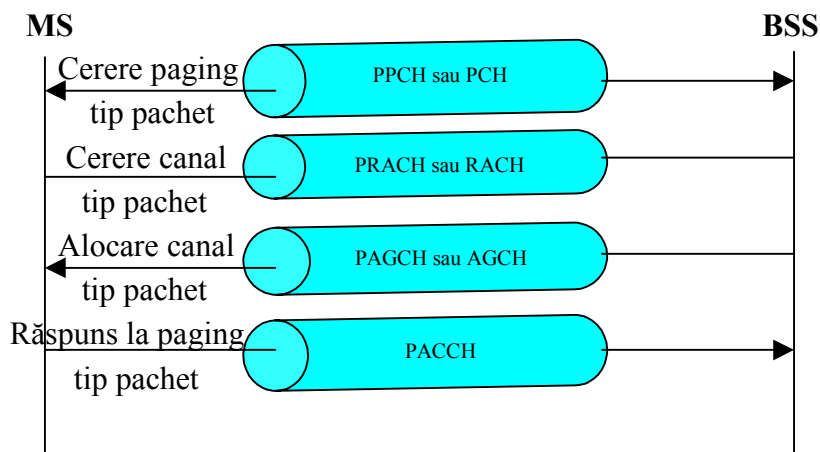 MS
BSS
Cerere paging
tip pachet
PPCH sau PCH
Cerere canal
tip pachet
PRACH sau RACH
Alocare canal
tip pachet
PAGCH sau AGCH
Răspuns la paging
tip pachet
PACCH